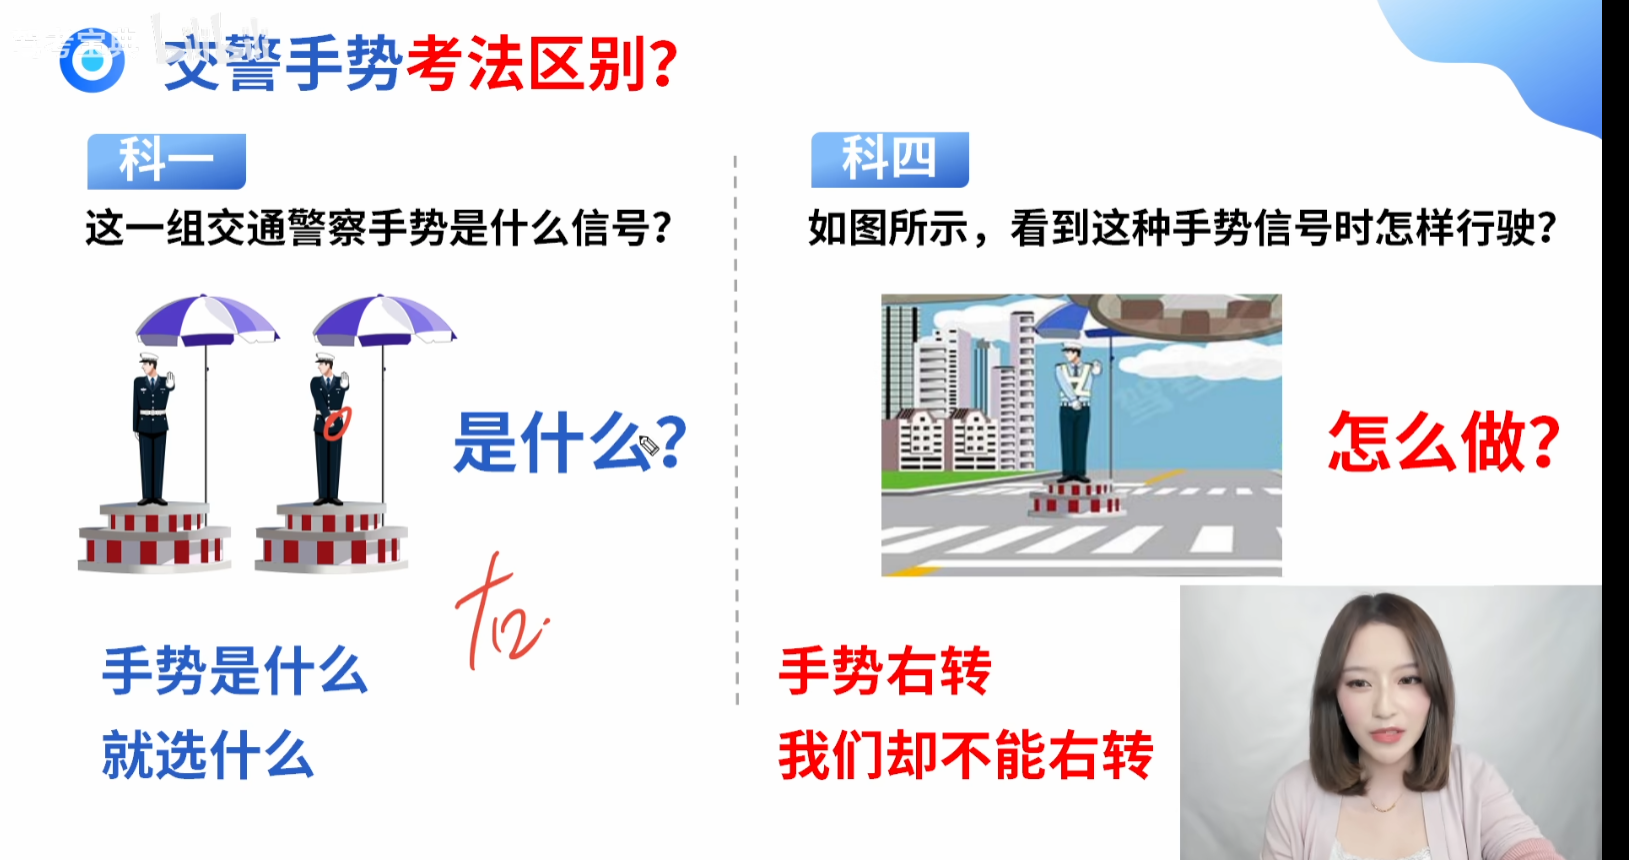 交警手势考法区别?
科一
这一组交通警察手势是什么信号?
是什么?
手势是什么
就选什么
科四
如图所示，看到这种手势信号时怎样行驶?
怎么做?
手势右转
我们却不能右转